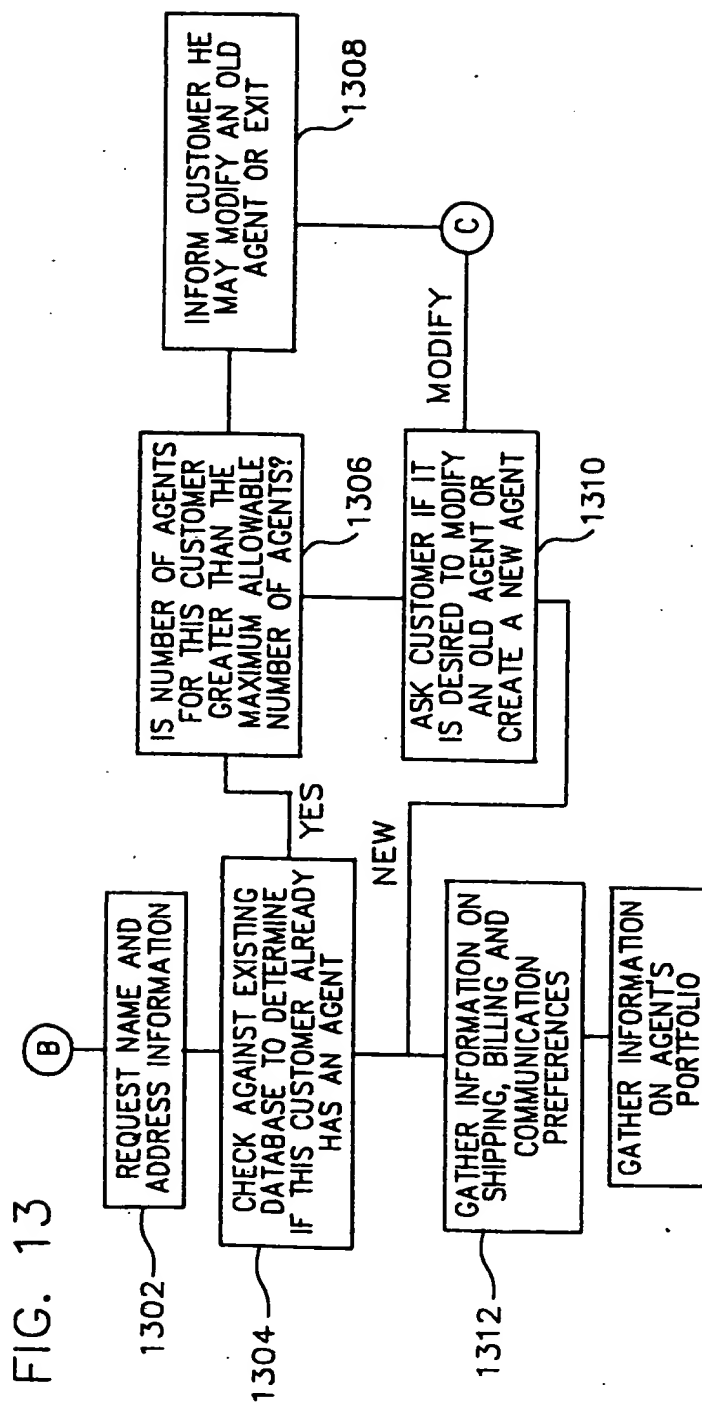 FIG. 13
B
REQUEST NAME AND
ADDRESS INFORMATION
1302
CHECK AGAINST EXISTING
DATABASE TO DETERMINE
IF THIS CUSTOMER ALREADY
HAS AN AGENT
1304
YES
IS NUMBER OF AGENTS
FOR THIS CUSTOMER
GREATER THAN THE
MAXIMUM ALLOWABLE
NUMBER OF AGENTS?
1306
INFORM CUSTOMER HE
MAY MODIFY AN OLD
AGENT OR EXIT
1308
ASK CUSTOMER IF IT
IS DESIRED TO MODIFY
AN OLD AGENT OR
CREATE A NEW AGENT
1310
MODIFY
C
NEW
GATHER INFORMATION ON
SHIPPING, BILLING AND
COMMUNICATION
PREFERENCES
1312
GATHER INFORMATION
ON AGENT'S
PORTFOLIO